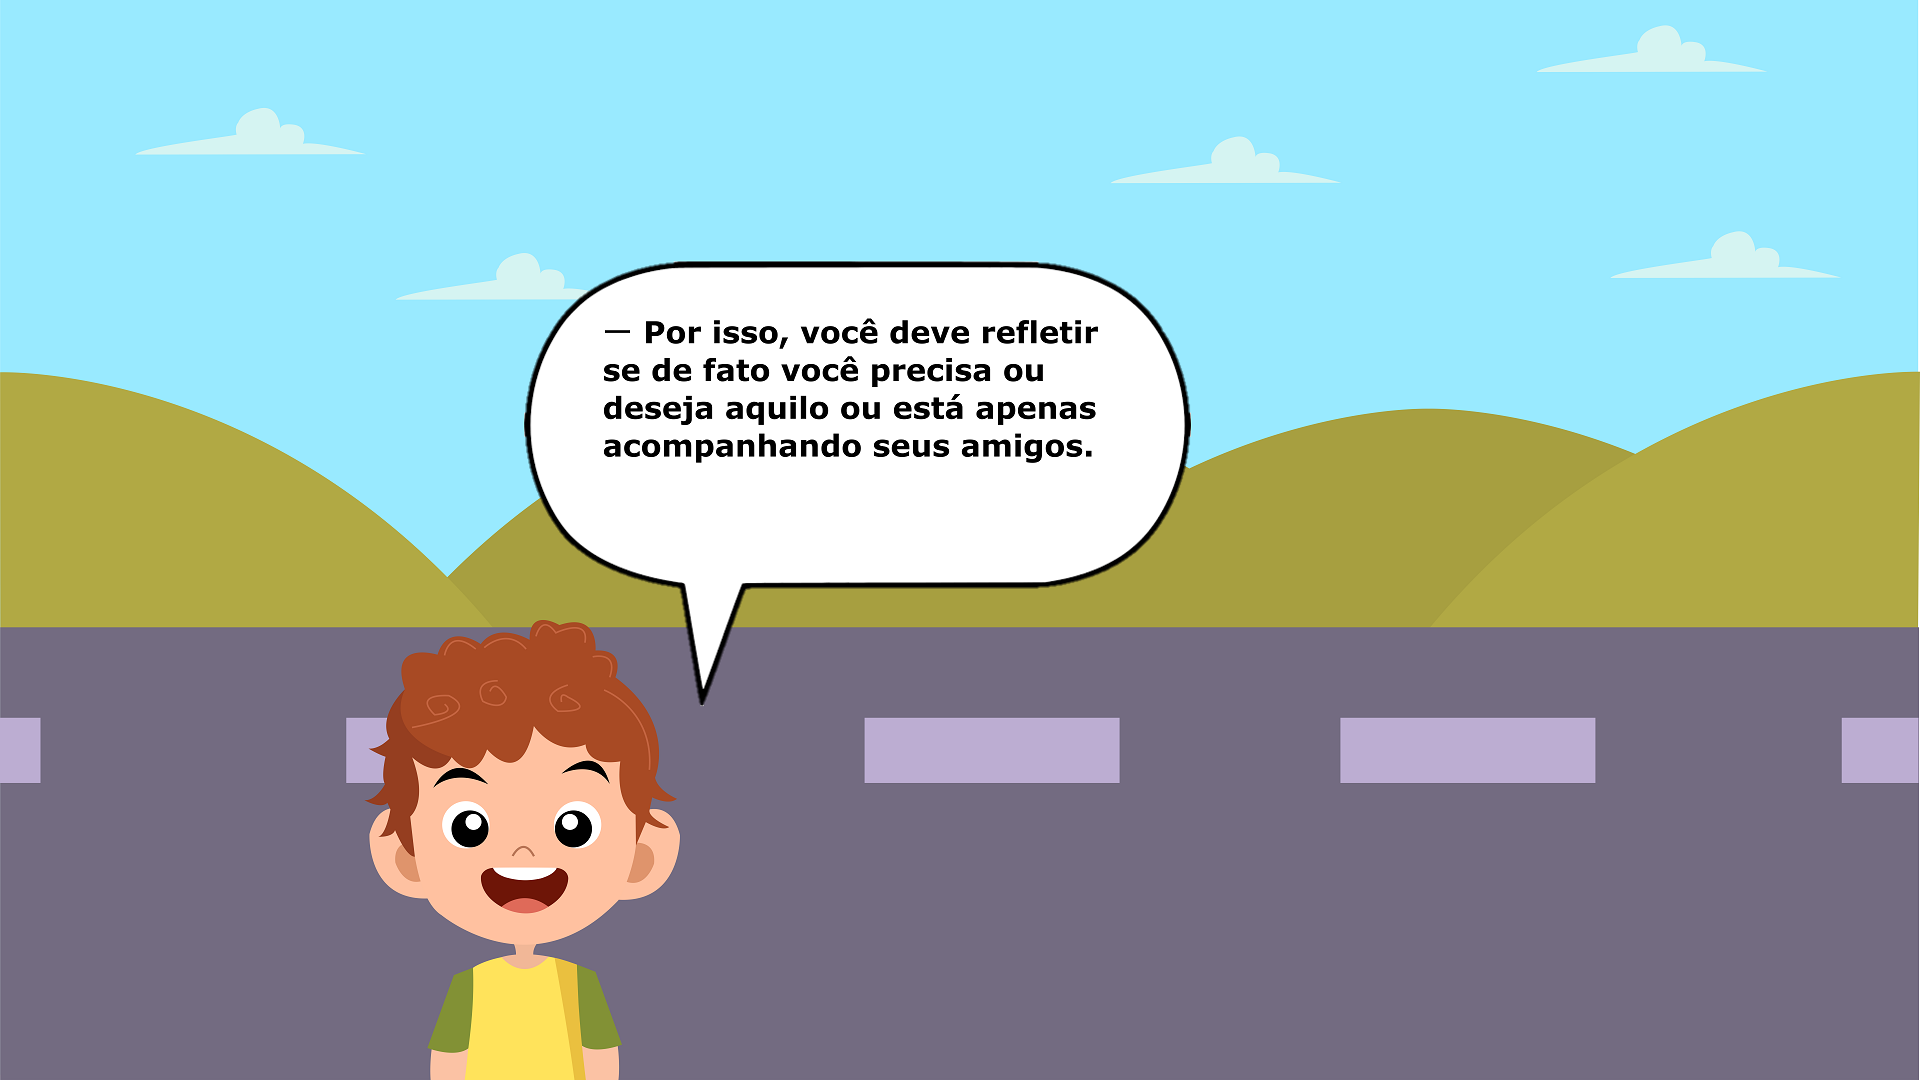 — Por isso, você deve refletir
se de fato você precisa ou
deseja aquilo ou está apenas
acompanhando seus amigos.